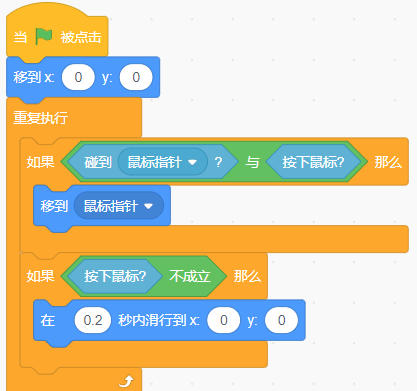 当 被点击
移到 x: 0 y: 0
重复执行
如果 碰到 鼠标指针 ? 与 按下鼠标? 那么
移到 鼠标指针
如果 按下鼠标? 不成立 那么
在 0.2 秒内滑行到 x: 0 y: 0